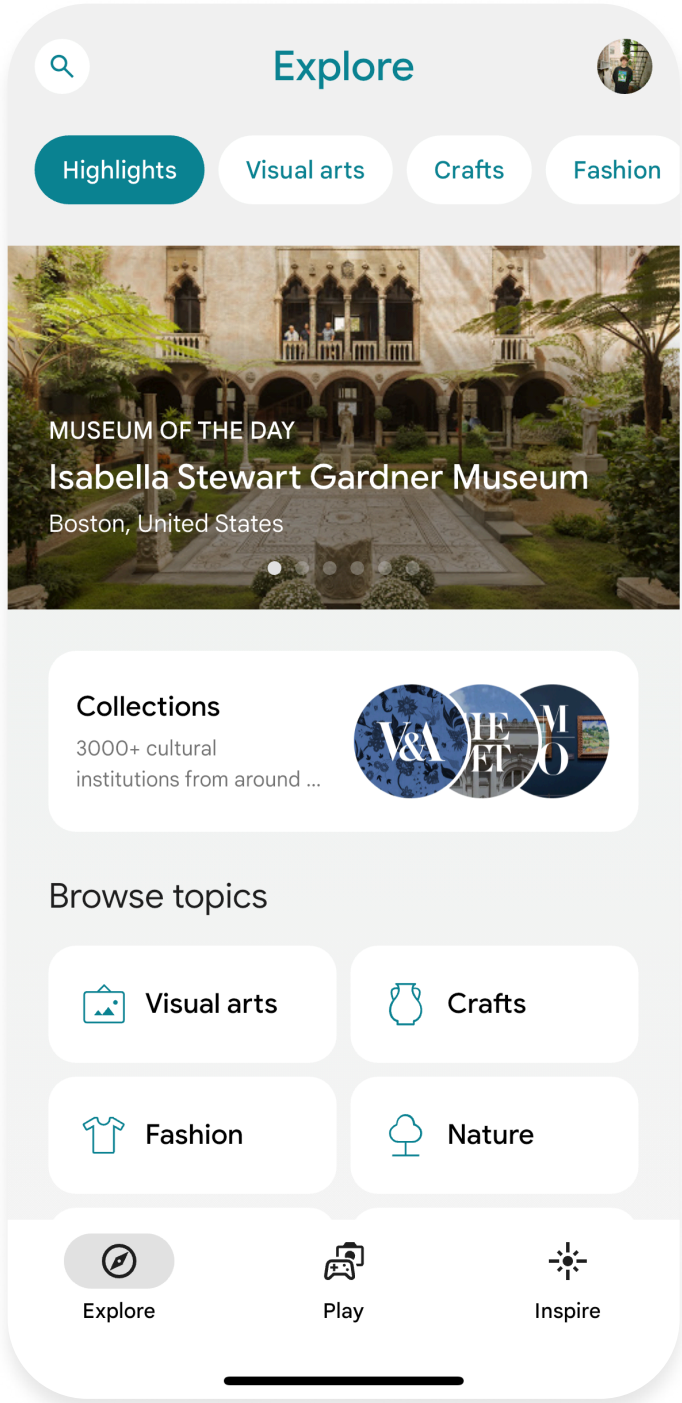 Explore
Highlights
Visual arts
Crafts
Fashion
MUSEUM OF THE DAY
Isabella Stewart Gardner Museum
Boston, United States
Collections
3000+ cultural
institutions from around ...
V&A
M
O
Browse topics
Visual arts
Crafts
Fashion
Nature
Explore
Play
Inspire